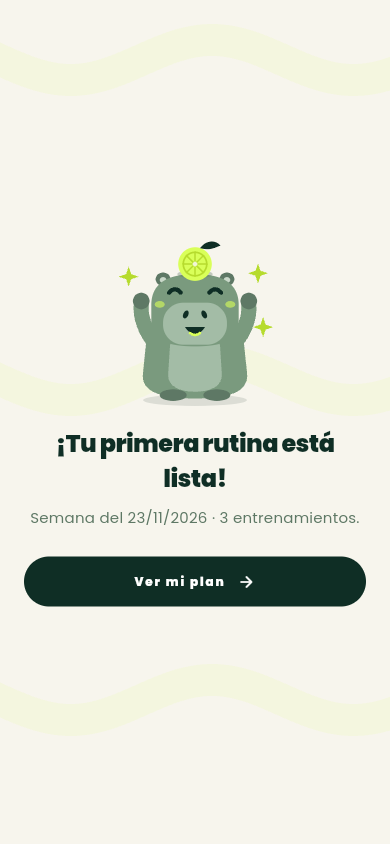 ¡Tu primera rutina está
lista!
Semana del 23/11/2026 · 3 entrenamientos.
Ver mi plan →